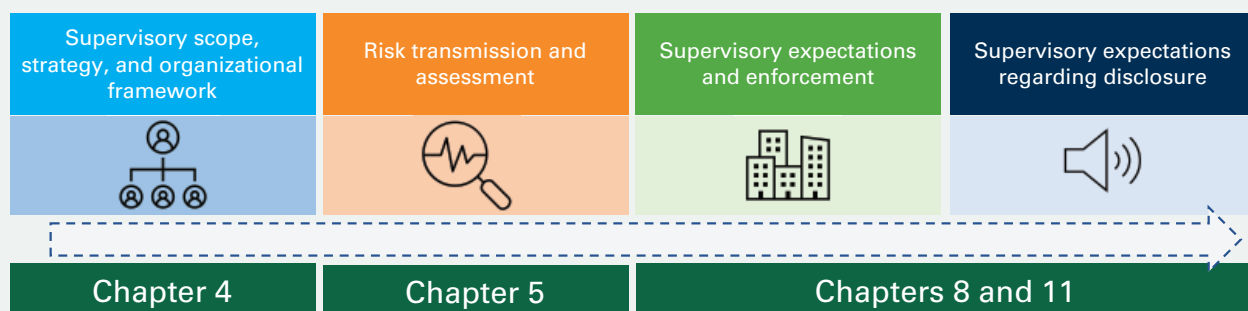 Supervisory scope,
strategy, and organizational
framework
Risk transmission and
assessment
Supervisory expectations
and enforcement
Supervisory expectations
regarding disclosure
Chapter 4
Chapter 5
Chapters 8 and 11